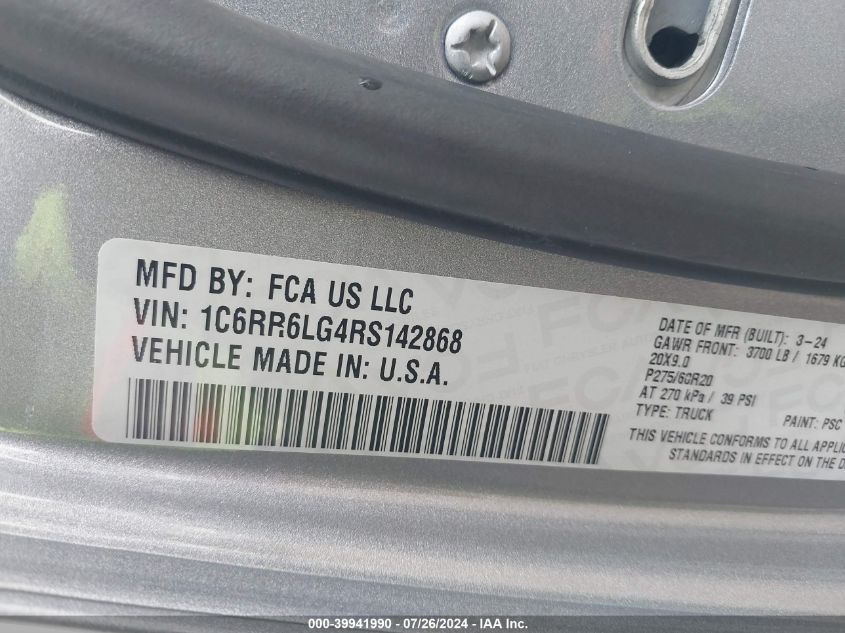 MFD BY: FCA US LLC
VIN: 1C6RR6LG4RS142868
VEHICLE MADE IN: U.S.A.
DATE OF MFR (BUILT): 3-24
GAWR FRONT: 3700 LB / 1679 KG
20X9.0
P275/60R20
AT 270 kPa / 39 PSI
TYPE: TRUCK
PAINT: PSC
THIS VEHICLE CONFORMS TO ALL
STANDARDS IN EFFECT ON THE
000-39941990 / 07/26/2024 - IAA Inc.